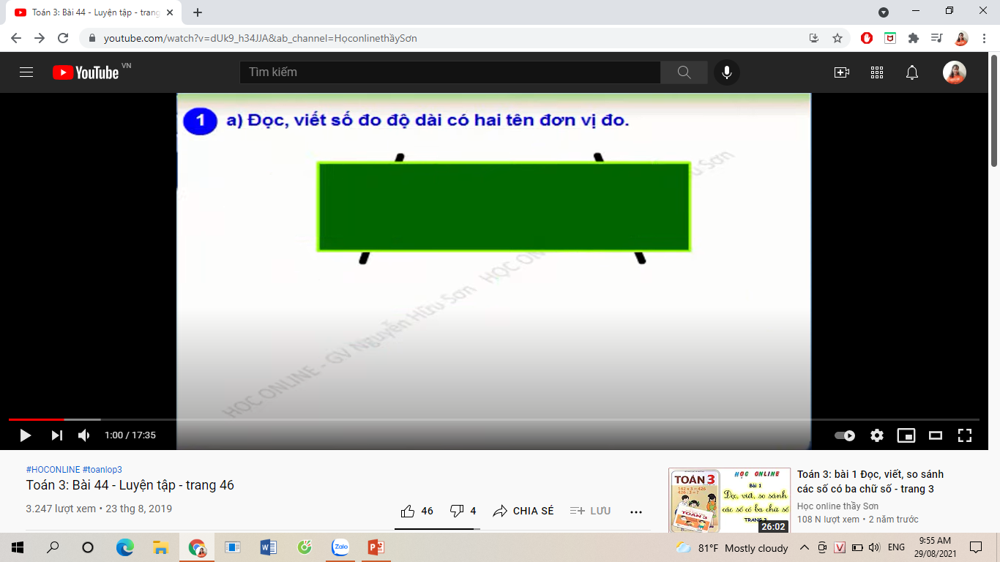 Toán 3: Bài 44 - Luyện tập - trang
youtube.com/watch?v=dUk9_h34JJA&ab_channel=HọconlinethầySơn
YouTube VN
Tìm kiếm
1 a) Đọc, viết số đo độ dài có hai tên đơn vị đo.
HỌC ONLINE - GV Nguyễn Hữu Sơn HỌC ON
Sơn
1:00 / 17:35
#HOCONLINE #toanlop3
Toán 3: Bài 44 - Luyện tập - trang 46
3.247 lượt xem • 23 thg 8, 2019
46
4
CHIA SẺ
LƯU
TOÁN 3
142 x 3 = 426
TOÁN 3
HỌC ONLINE
Bài 1
Đọc, viết, so sánh
các số có ba chữ số
TRANG 3
26:02
Toán 3: bài 1 Đọc, viết, so sánh
các số có ba chữ số - trang 3
Học online thầy Sơn
108 N lượt xem • 2 năm trước
Zalo
81°F Mostly cloudy
ENG
9:55 AM
29/08/2021